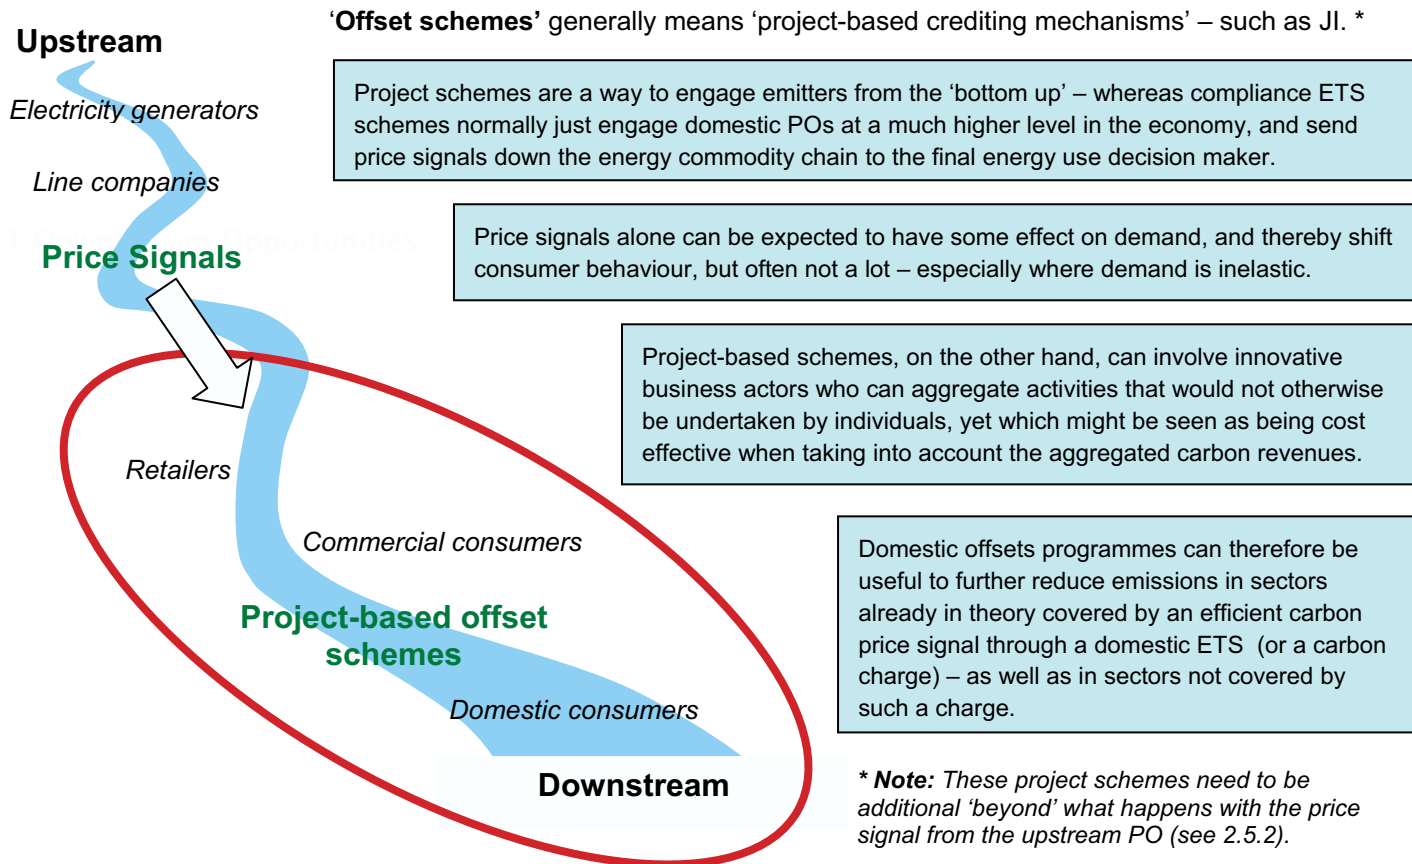 ‘Offset schemes’ generally means ‘project-based crediting mechanisms’ – such as JI. *
Upstream
Electricity generators
Line companies
Price Signals
Retailers
Commercial consumers
Project-based offset
schemes
Domestic consumers
Downstream
Project schemes are a way to engage emitters from the ‘bottom up’ – whereas compliance ETS
schemes normally just engage domestic POs at a much higher level in the economy, and send
price signals down the energy commodity chain to the final energy use decision maker.
Price signals alone can be expected to have some effect on demand, and thereby shift
consumer behaviour, but often not a lot – especially where demand is inelastic.
Project-based schemes, on the other hand, can involve innovative
business actors who can aggregate activities that would not otherwise
be undertaken by individuals, yet which might be seen as being cost
effective when taking into account the aggregated carbon revenues.
Domestic offsets programmes can therefore be
useful to further reduce emissions in sectors
already in theory covered by an efficient carbon
price signal through a domestic ETS (or a carbon
charge) – as well as in sectors not covered by
such a charge.
* Note: These project schemes need to be
additional ‘beyond’ what happens with the price
signal from the upstream PO (see 2.5.2).